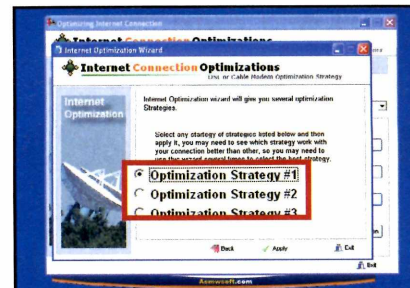 Optimizing Internet Connection
Internet Connection Optimizations
Internet Optimization Wizard
Internet Connection Optimizations
DSL or Cable Modem Optimization Strategy
Internet
Optimization
Internet Optimization wizard will give you several optimization
Strategies.
Select any startegy of strategies listed below and then
apply it, you may need to see which strategy work with
your connection better than other, so you may need to
use this wizard several times to select the best strategy.
Optimization Strategy #1
Optimization Strategy #2
Optimization Strategy #3
Back
Apply
Exit
Exit
Asmwsoft.com